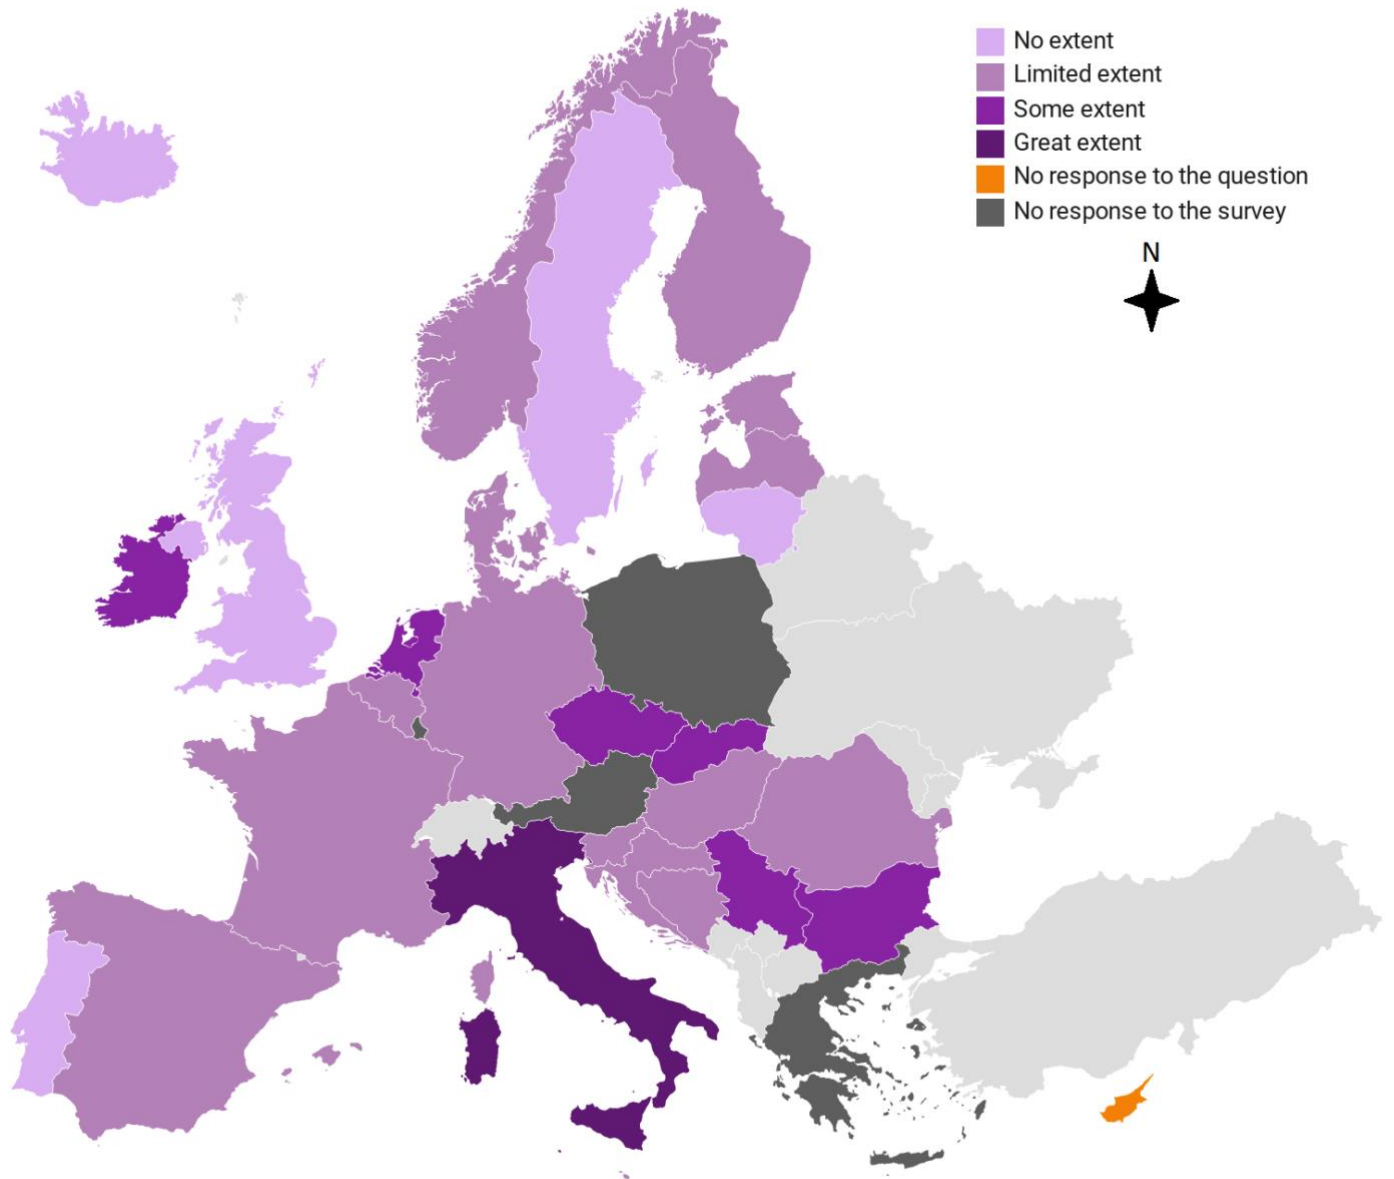 No extent
Limited extent
Some extent
Great extent
No response to the question
No response to the survey
N